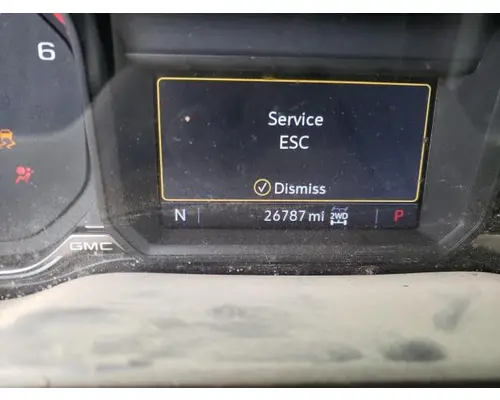 6
Service
ESC
Dismiss
N 26787 mi 2WD P
GMC